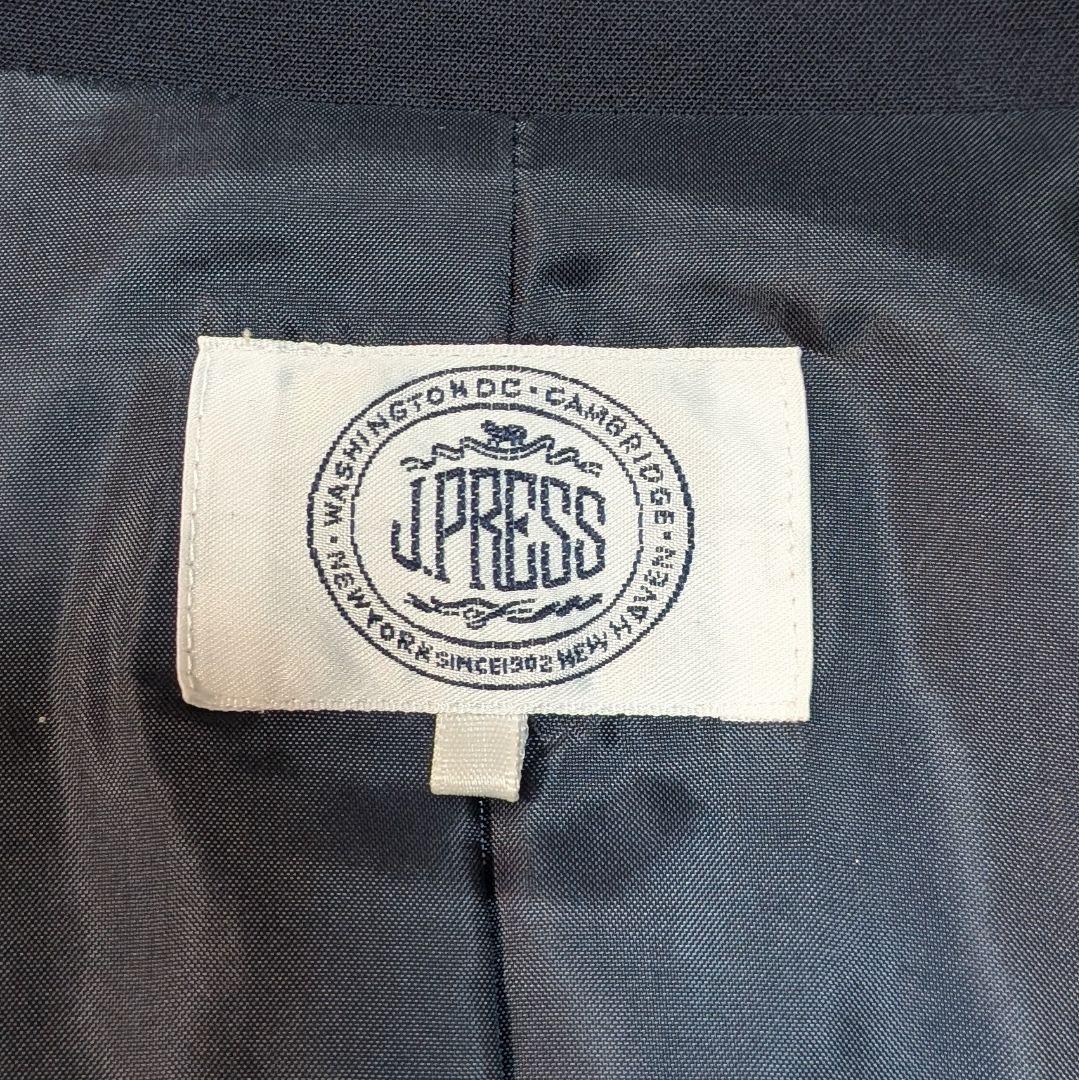 · WASHINGTON DC · CAMBRIDGE ·
J.PRESS
NEW YORK SINCE 1902 NEW HAVEN